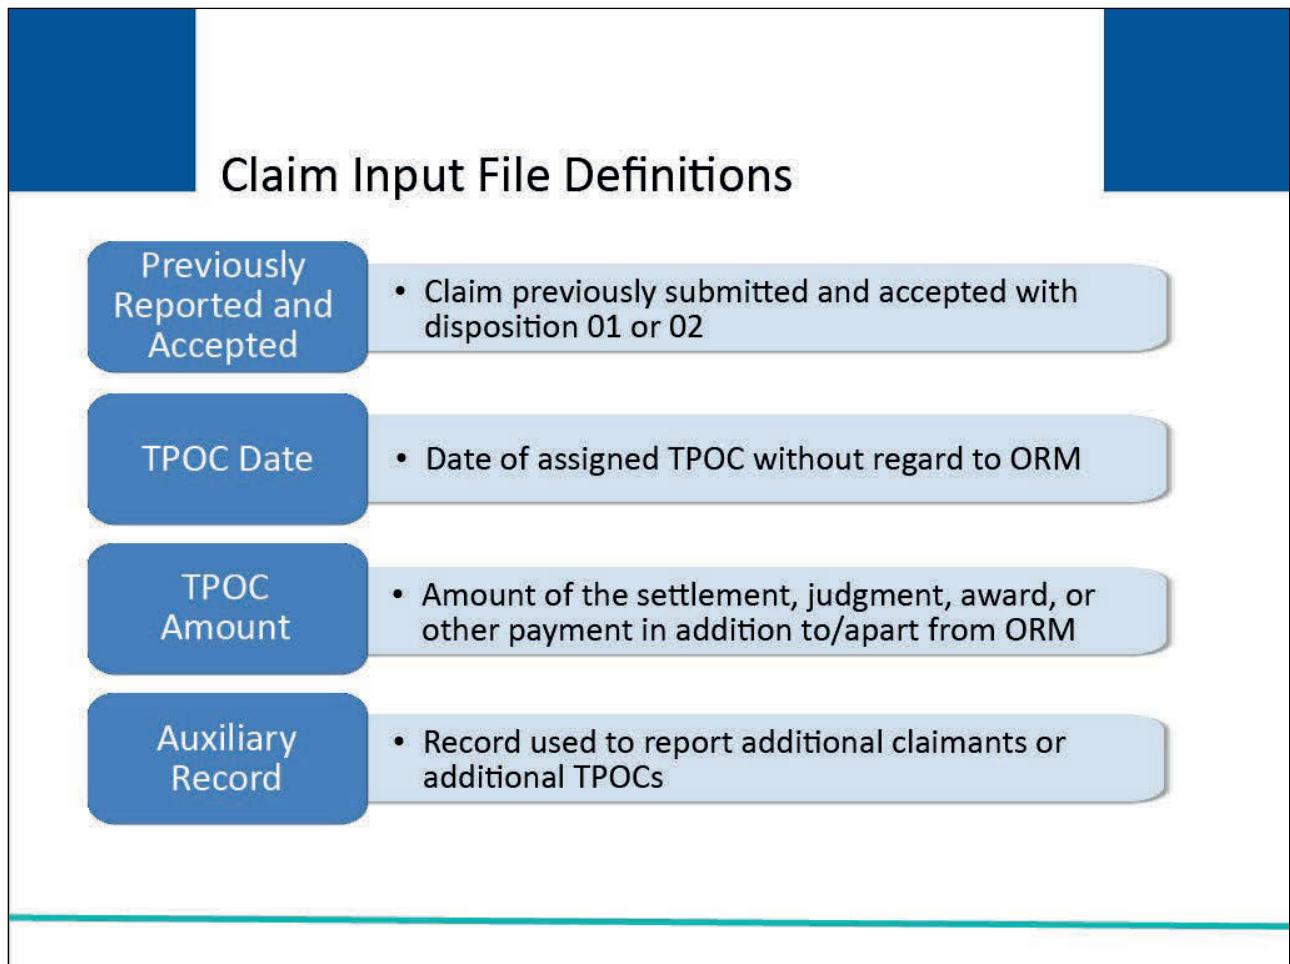 Claim Input File Definitions
Previously
Reported and
Accepted
• Claim previously submitted and accepted with
disposition 01 or 02
TPOC Date
• Date of assigned TPOC without regard to ORM
TPOC
Amount
• Amount of the settlement, judgment, award, or
other payment in addition to/apart from ORM
Auxiliary
Record
• Record used to report additional claimants or
additional TPOCs